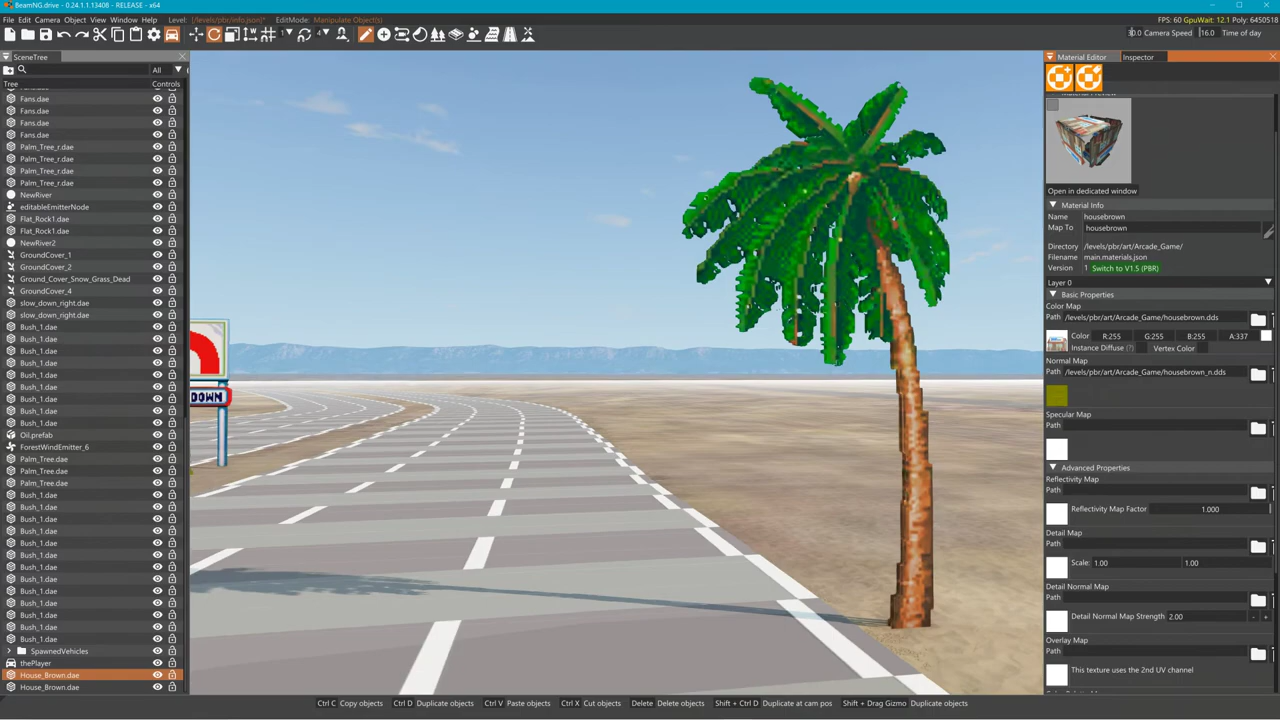 BeamNG.drive - 0.24.1.1.13408 - RELEASE - x64
File Edit Camera Object View Window Help Level: [/levels/pbr/info.json]* EditMode: Manipulate Object(s)
FPS: 60 GpuWait: 12.1 Poly: 6450518
30.0 Camera Speed 16.0 Time of day
SceneTree
All
Tree Controls
Fans.dae
Fans.dae
Fans.dae
Fans.dae
Fans.dae
Palm_Tree_r.dae
Palm_Tree_r.dae
Palm_Tree_r.dae
Palm_Tree_r.dae
NewRiver
editableEmitterNode
Flat_Rock1.dae
Flat_Rock1.dae
NewRiver2
GroundCover_1
GroundCover_2
Ground_Cover_Snow_Grass_Dead
GroundCover_4
slow_down_right.dae
slow_down_right.dae
Bush_1.dae
Bush_1.dae
Bush_1.dae
Bush_1.dae
Bush_1.dae
Bush_1.dae
Bush_1.dae
Bush_1.dae
Bush_1.dae
Oil.prefab
ForestWindEmitter_6
Palm_Tree.dae
Palm_Tree.dae
Palm_Tree.dae
Bush_1.dae
Bush_1.dae
Bush_1.dae
Bush_1.dae
Bush_1.dae
Bush_1.dae
Bush_1.dae
Bush_1.dae
Bush_1.dae
Bush_1.dae
Bush_1.dae
Bush_1.dae
Bush_1.dae
SpawnedVehicles
thePlayer
House_Brown.dae
House_Brown.dae
DOWN
Material Editor Inspector
Material Preview
Open in dedicated window
Material Info
Name housebrown
Map To housebrown
Directory /levels/pbr/art/Arcade_Game/
Filename main.materials.json
Version 1 Switch to V1.5 (PBR)
Layer 0
Basic Properties
Color Map
Path /levels/pbr/art/Arcade_Game/housebrown.dds
Color R:255 G:255 B:255 A:337
Instance Diffuse [?] Vertex Color
Normal Map
Path /levels/pbr/art/Arcade_Game/housebrown_n.dds
Specular Map
Path
Advanced Properties
Reflectivity Map
Path
Reflectivity Map Factor 1.000
Detail Map
Path
Scale: 1.00 1.00
Detail Normal Map
Path
Detail Normal Map Strength 2.00 - +
Overlay Map
Path
This texture uses the 2nd UV channel
Ctrl C Copy objects Ctrl D Duplicate objects Ctrl V Paste objects Ctrl X Cut objects Delete Delete objects Shift + Ctrl D Duplicate at cam pos Shift + Drag Gizmo Duplicate objects